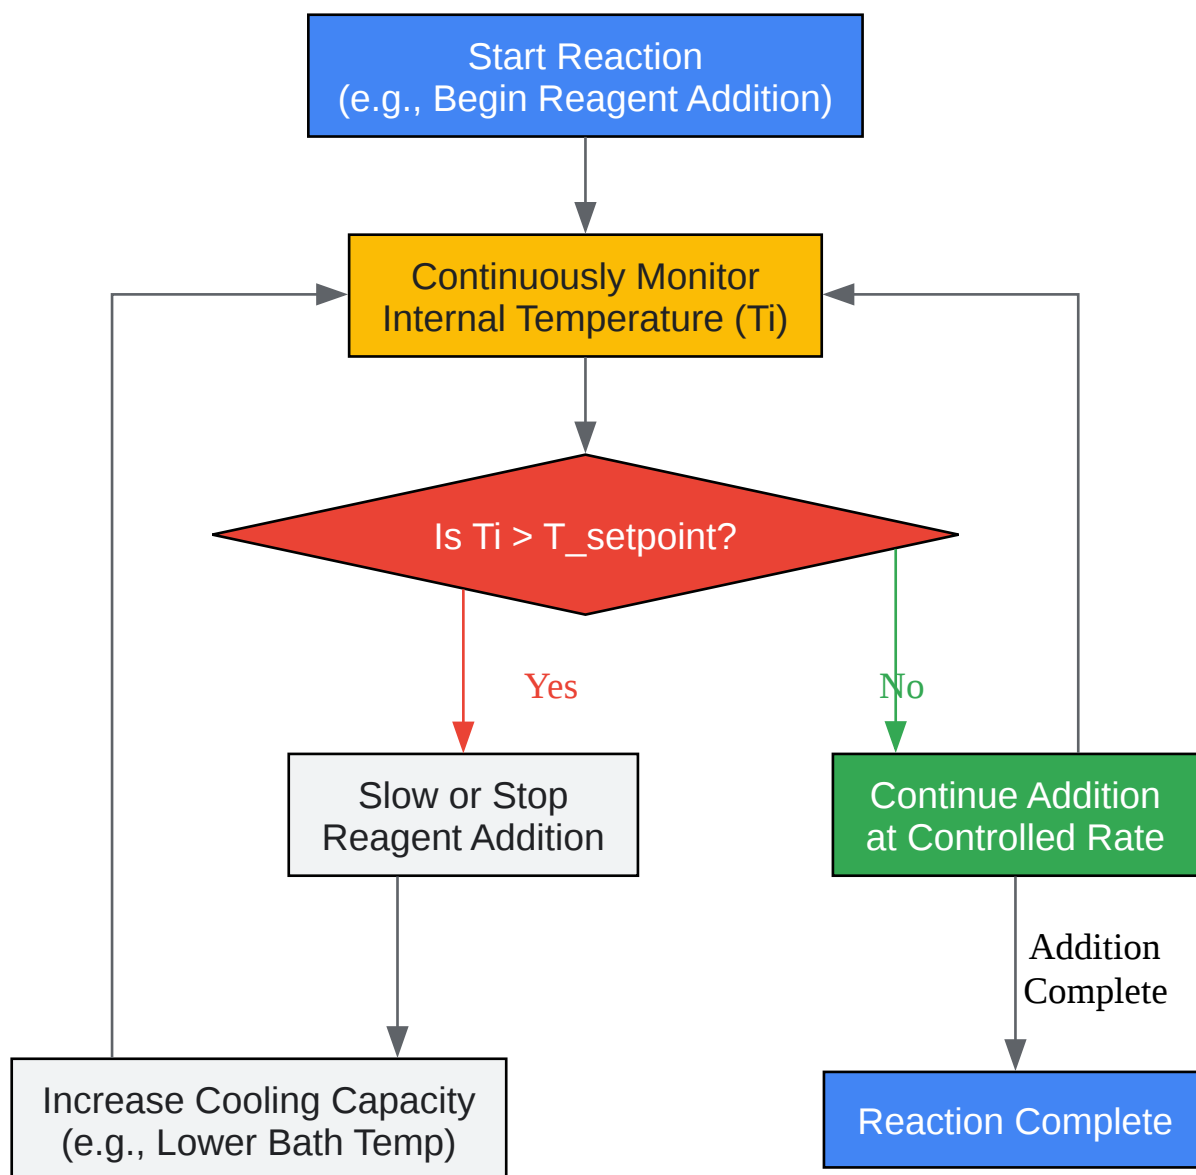 Start Reaction
(e.g., Begin Reagent Addition)
Continuously Monitor
Internal Temperature (Ti)
Is Ti > T_setpoint?
Yes
No
Slow or Stop
Reagent Addition
Continue Addition
at Controlled Rate
Addition
Complete
Increase Cooling Capacity
(e.g., Lower Bath Temp)
Reaction Complete